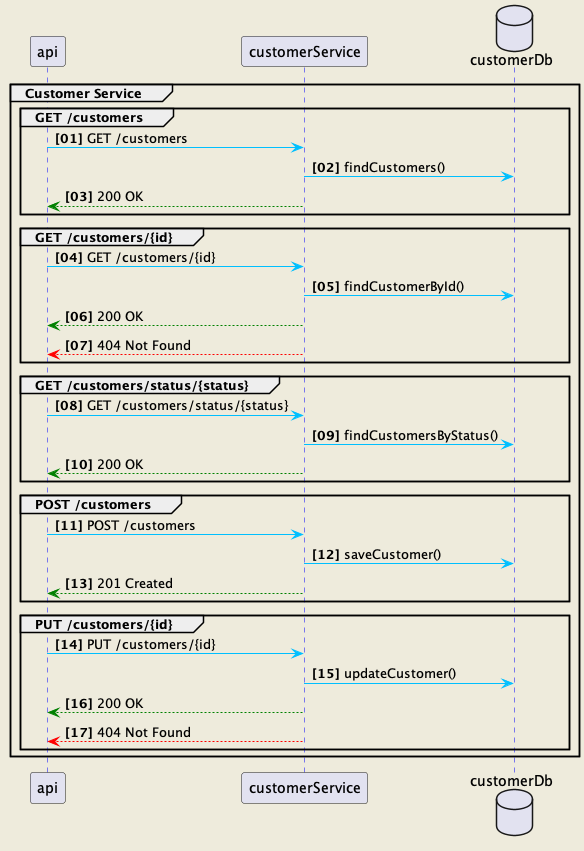 api customerService customerDb
Customer Service
GET /customers
[01] GET /customers
[02] findCustomers()
[03] 200 OK
GET /customers/{id}
[04] GET /customers/{id}
[05] findCustomerById()
[06] 200 OK
[07] 404 Not Found
GET /customers/status/{status}
[08] GET /customers/status/{status}
[09] findCustomersByStatus()
[10] 200 OK
POST /customers
[11] POST /customers
[12] saveCustomer()
[13] 201 Created
PUT /customers/{id}
[14] PUT /customers/{id}
[15] updateCustomer()
[16] 200 OK
[17] 404 Not Found
api customerService customerDb